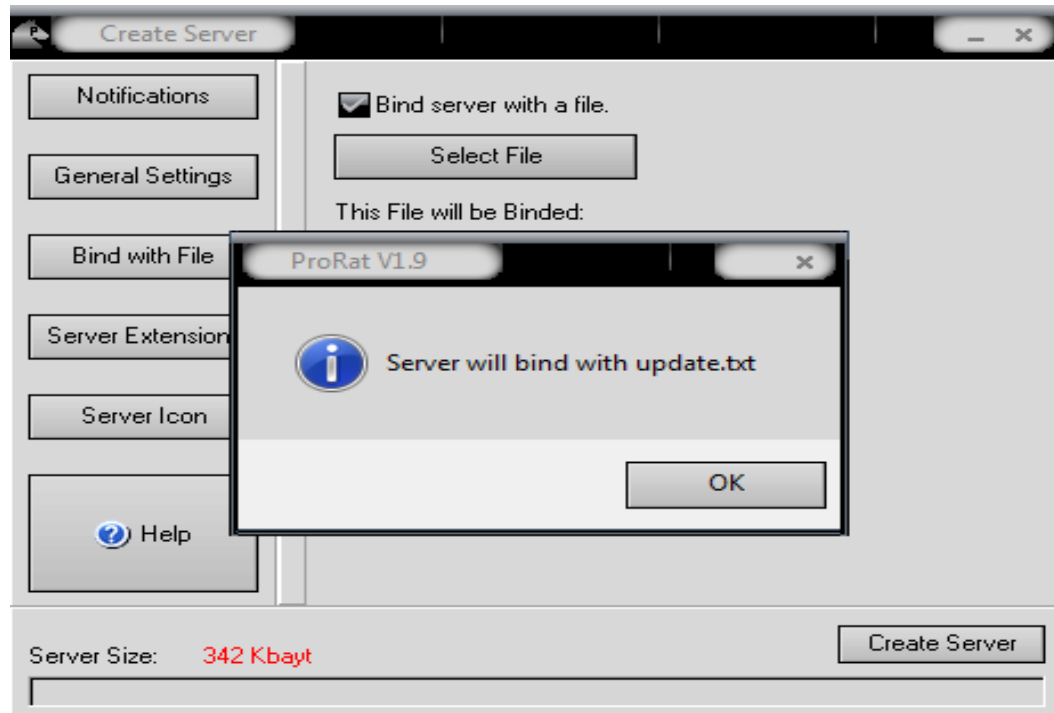 Create Server
Notifications
General Settings
Bind with File
Server Extension
Server Icon
Help
Bind server with a file.
Select File
This File will be Binded:
ProRat V1.9
Server will bind with update.txt
OK
Server Size: 342 Kbayt
Create Server